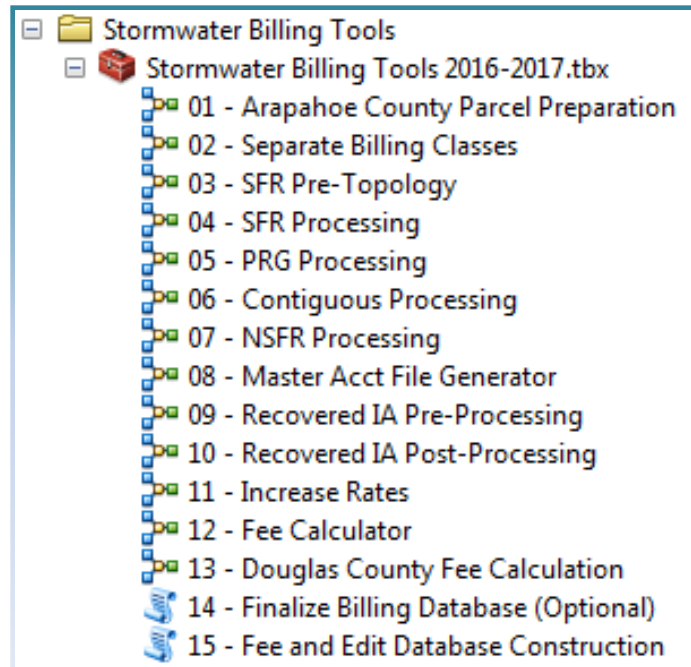 Stormwater Billing Tools
Stormwater Billing Tools 2016-2017.tbx
01 - Arapahoe County Parcel Preparation
02 - Separate Billing Classes
03 - SFR Pre-Topology
04 - SFR Processing
05 - PRG Processing
06 - Contiguous Processing
07 - NSFR Processing
08 - Master Acct File Generator
09 - Recovered IA Pre-Processing
10 - Recovered IA Post-Processing
11 - Increase Rates
12 - Fee Calculator
13 - Douglas County Fee Calculation
14 - Finalize Billing Database (Optional)
15 - Fee and Edit Database Construction